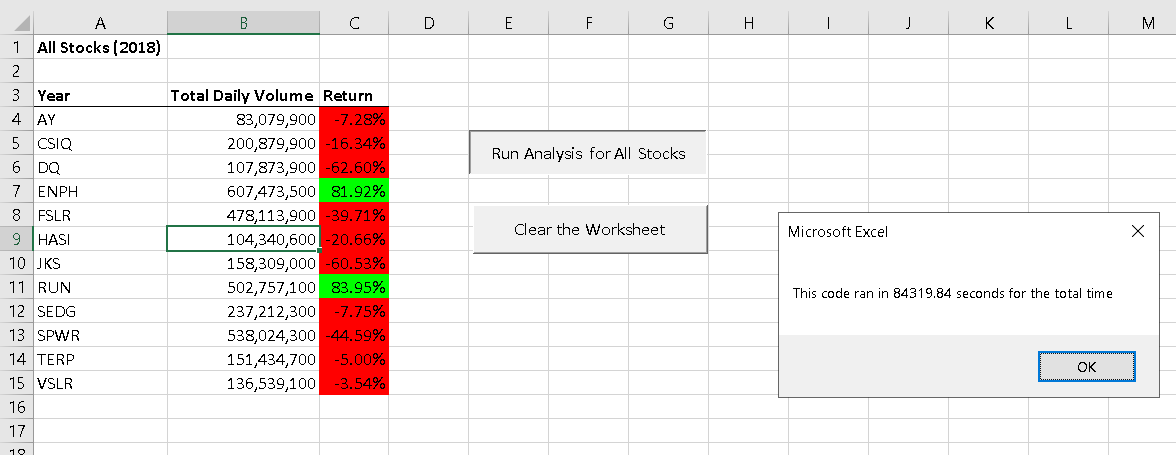 A B C D E F G H I J K L M
1 All Stocks (2018)
2
3 Year Total Daily Volume Return
4 AY 83,079,900 -7.28%
5 CSIQ 200,879,900 -16.34%
6 DQ 107,873,900 -62.60%
7 ENPH 607,473,500 81.92%
8 FSLR 478,113,900 -39.71%
9 HASI 104,340,600 -20.66%
10 JKS 158,309,000 -60.53%
11 RUN 502,757,100 83.95%
12 SEDG 237,212,300 -7.75%
13 SPWR 538,024,300 -44.59%
14 TERP 151,434,700 -5.00%
15 VSLR 136,539,100 -3.54%
16
17
18
Run Analysis for All Stocks
Clear the Worksheet
Microsoft Excel
This code ran in 84319.84 seconds for the total time
OK